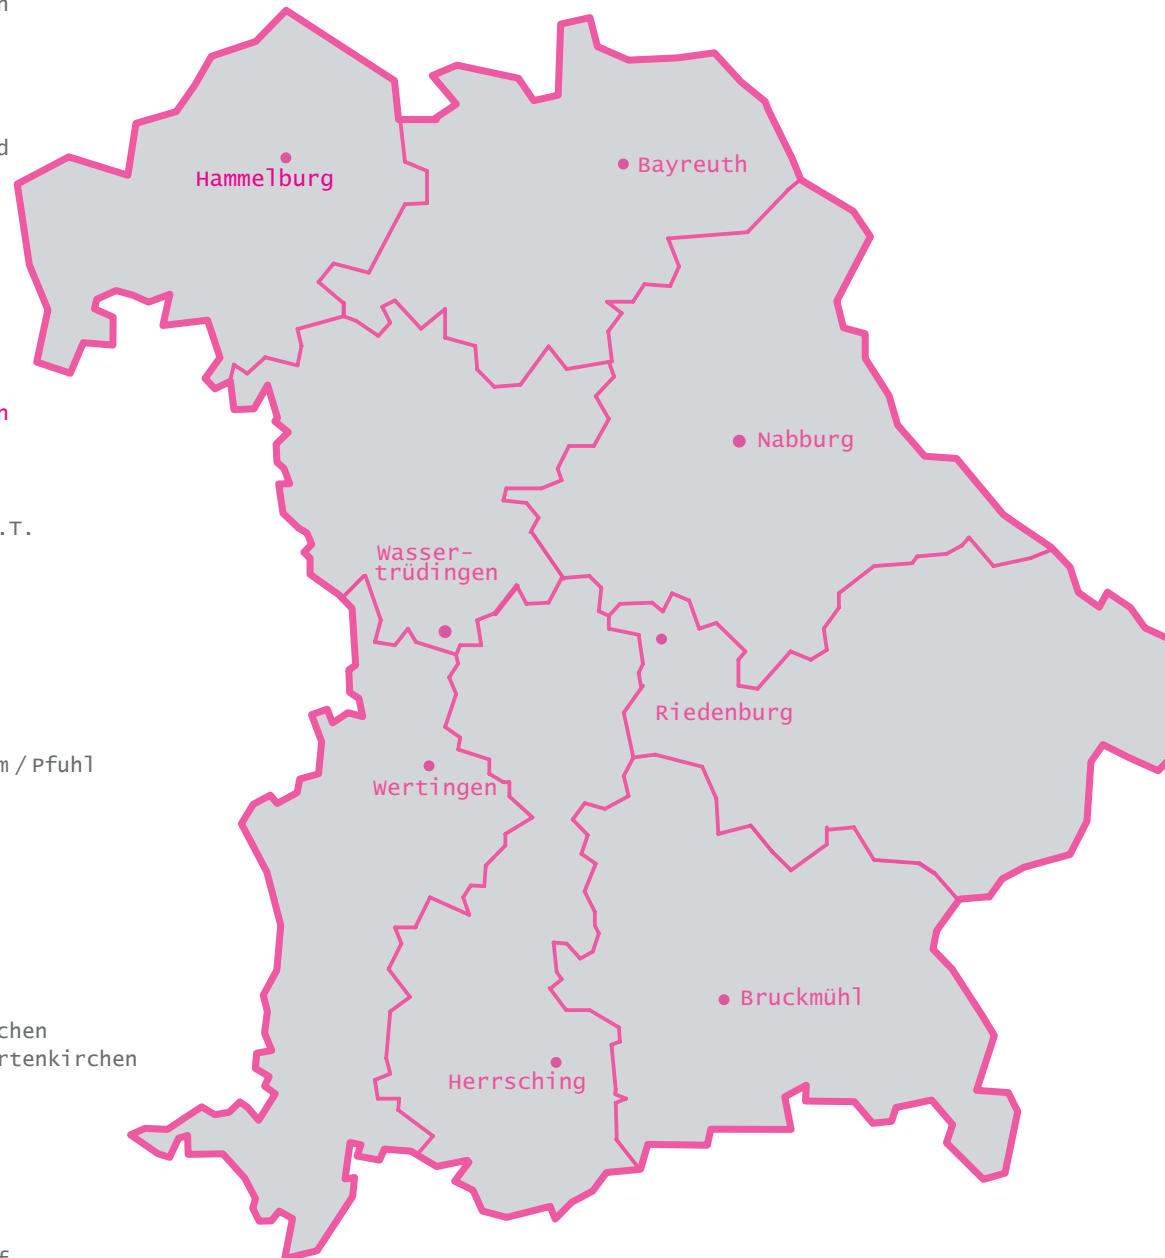 n
d
Bayreuth
Hammelburg
n
Nabburg
.T.
Wasser-
trüdingen
Riedenburg
m / Pfuhl
Wertingen
Bruckmühl
chen
rtenkirchen
Herrsching
f